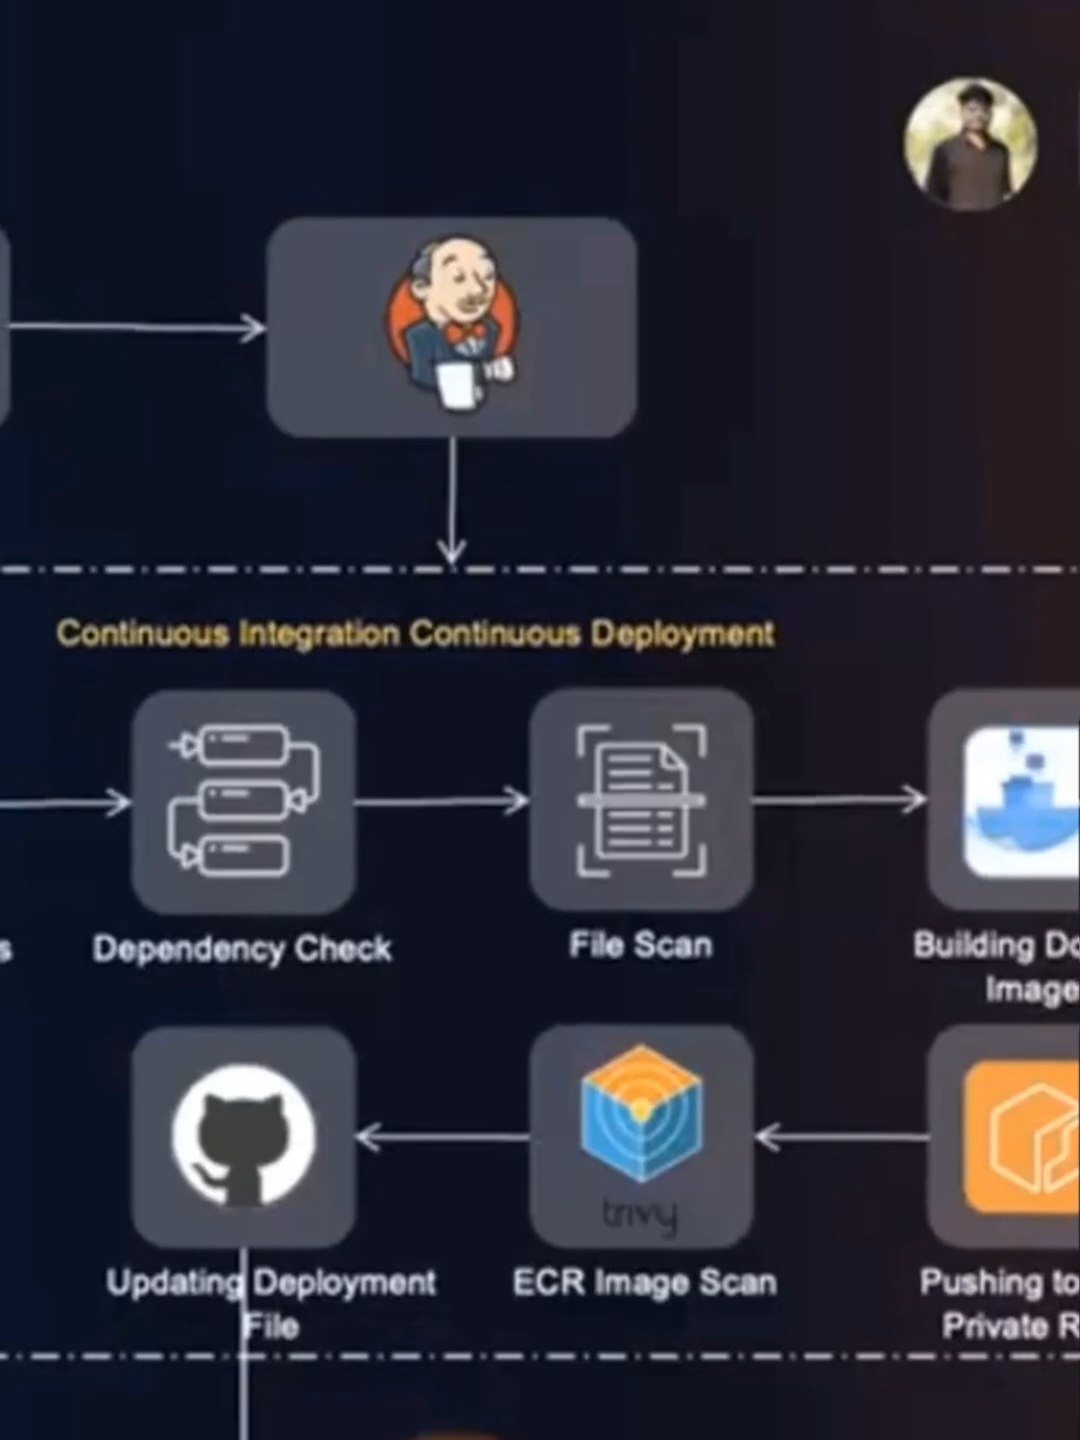 Continuous Integration Continuous Deployment
s
Dependency Check
File Scan
Building Do
Image
trivy
Updating Deployment
File
ECR Image Scan
Pushing to
Private R